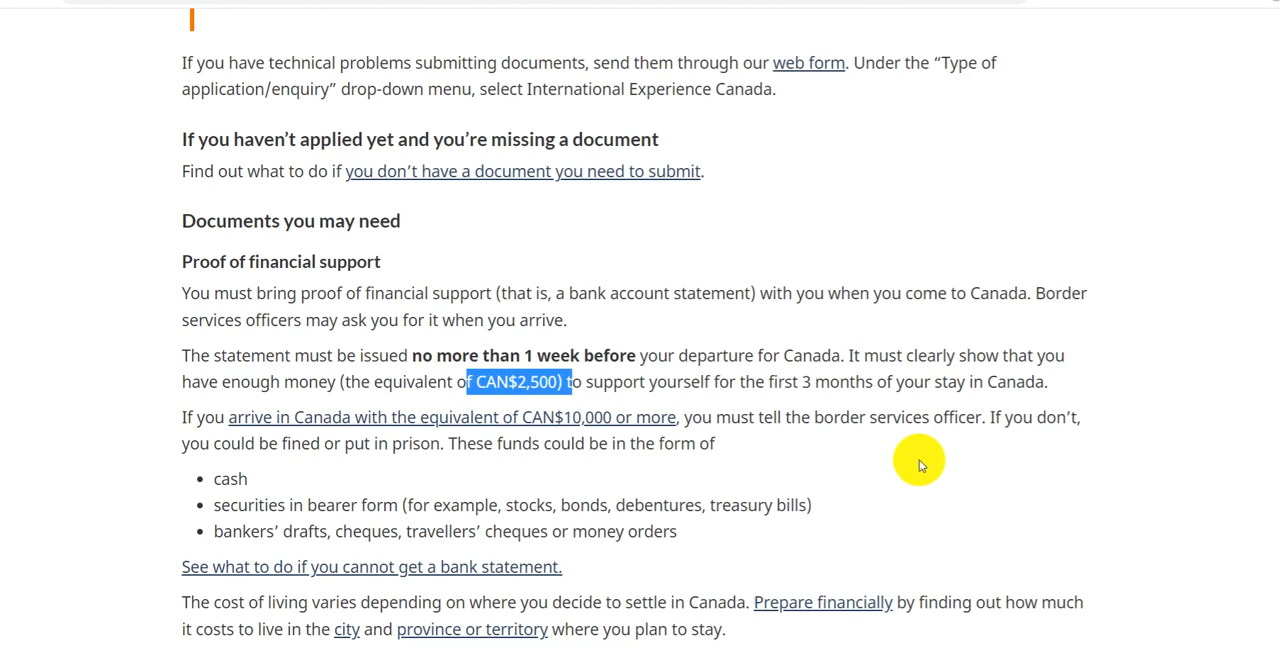 If you have technical problems submitting documents, send them through our web form. Under the “Type of
application/enquiry” drop-down menu, select International Experience Canada.
If you haven’t applied yet and you’re missing a document
Find out what to do if you don’t have a document you need to submit.
Documents you may need
Proof of financial support
You must bring proof of financial support (that is, a bank account statement) with you when you come to Canada. Border
services officers may ask you for it when you arrive.
The statement must be issued no more than 1 week before your departure for Canada. It must clearly show that you
have enough money (the equivalent of CAN$2,500) to support yourself for the first 3 months of your stay in Canada.
If you arrive in Canada with the equivalent of CAN$10,000 or more, you must tell the border services officer. If you don’t,
you could be fined or put in prison. These funds could be in the form of
• cash
• securities in bearer form (for example, stocks, bonds, debentures, treasury bills)
• bankers’ drafts, cheques, travellers’ cheques or money orders
See what to do if you cannot get a bank statement.
The cost of living varies depending on where you decide to settle in Canada. Prepare financially by finding out how much
it costs to live in the city and province or territory where you plan to stay.